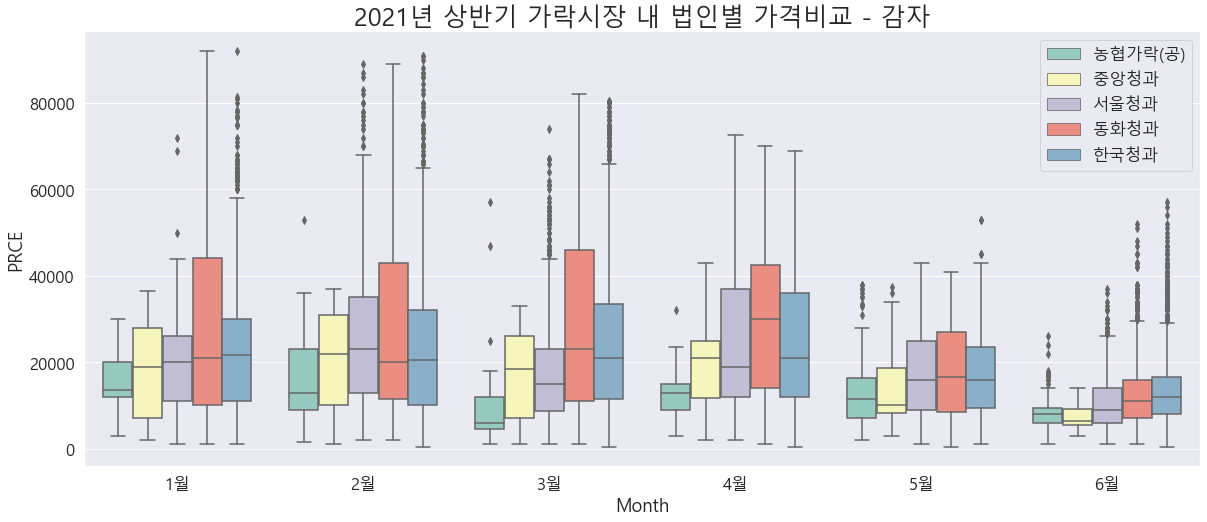 2021년 상반기 가락시장 내 법인별 가격비교 - 감자
농협가락(공)
중앙청과
서울청과
동화청과
한국청과
PRCE
80000
60000
40000
20000
0
1월 2월 3월 4월 5월 6월
Month